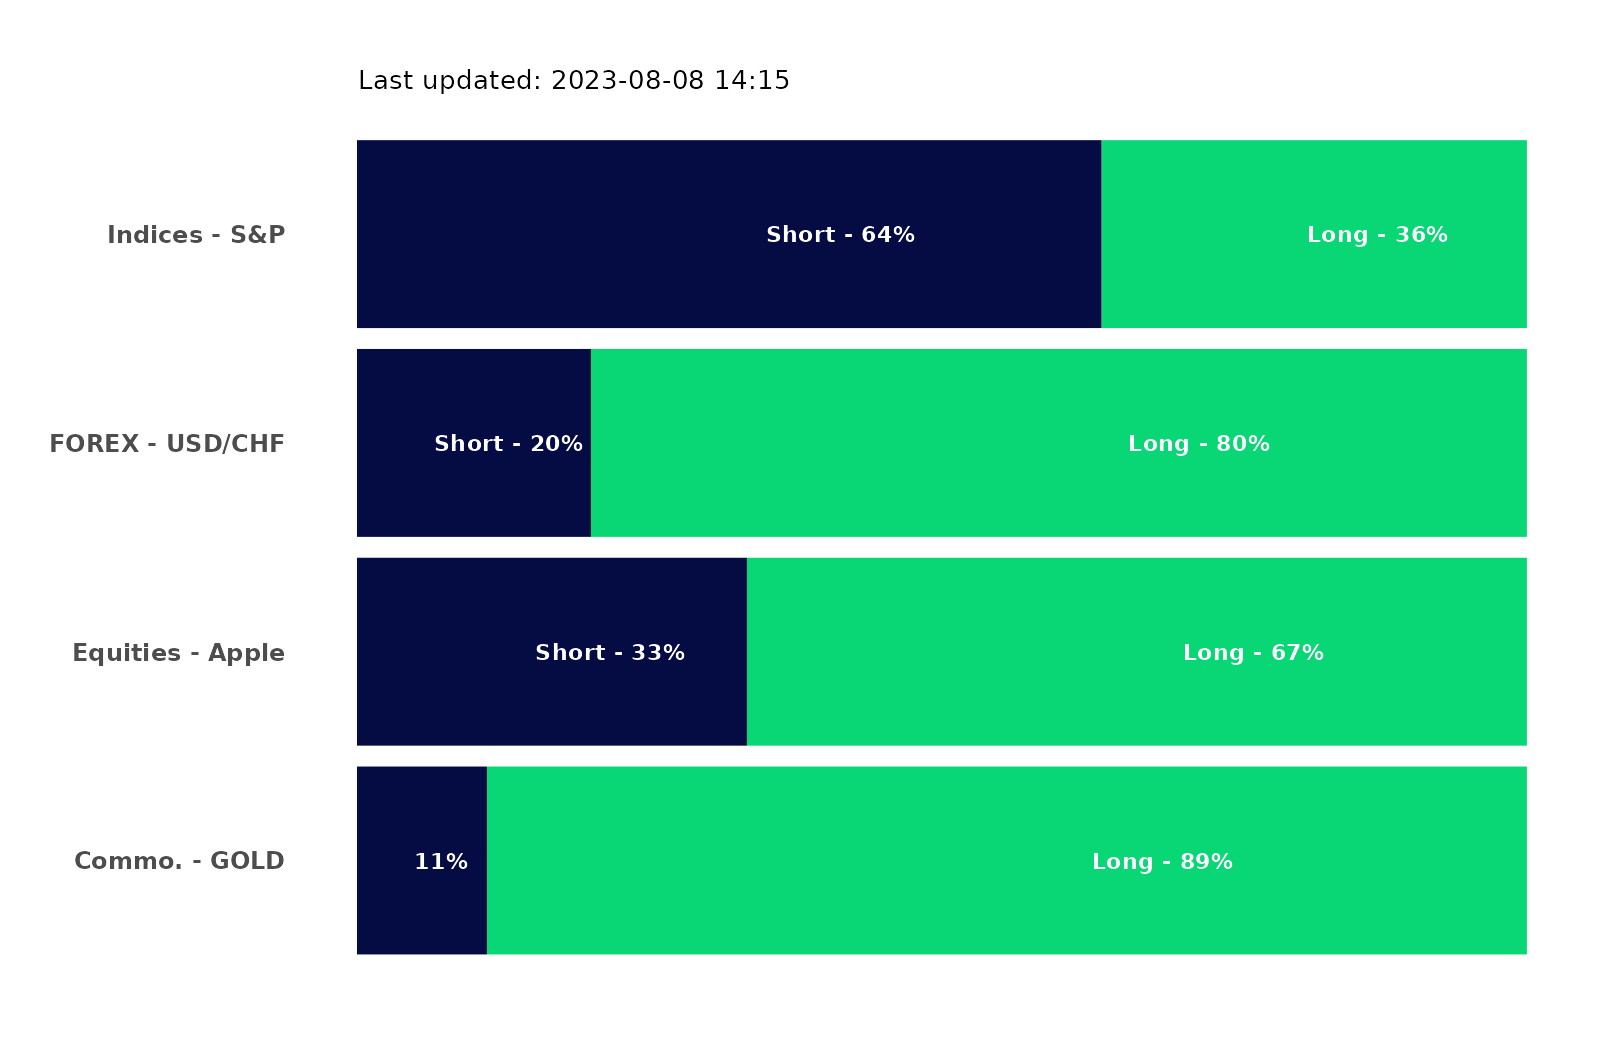 Last updated: 2023-08-08 14:15
Indices - S&P
Short - 64%
Long - 36%
FOREX - USD/CHF
Short - 20%
Long - 80%
Equities - Apple
Short - 33%
Long - 67%
Commo. - GOLD
11%
Long - 89%